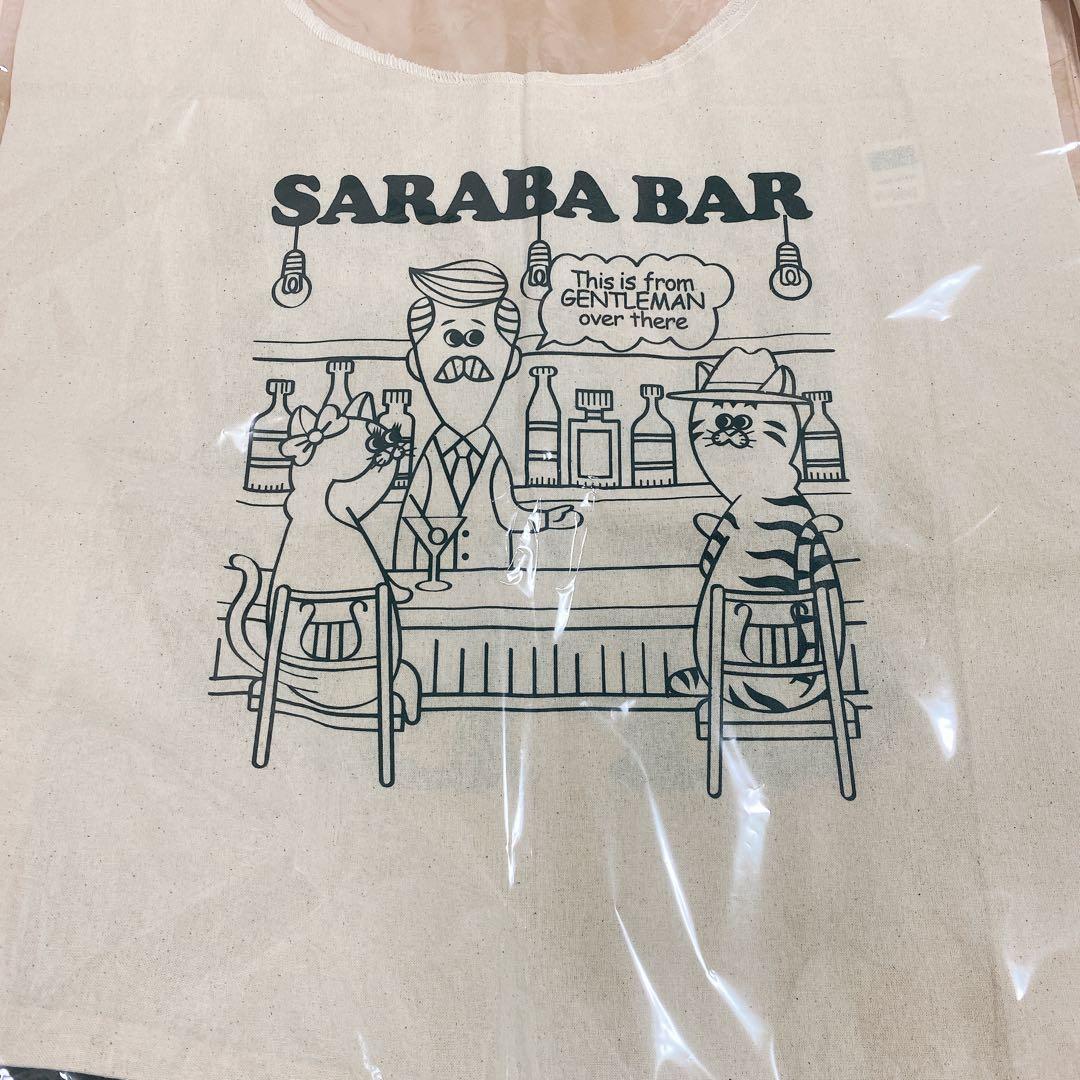 SARABA BAR
This is from
GENTLEMAN
over there